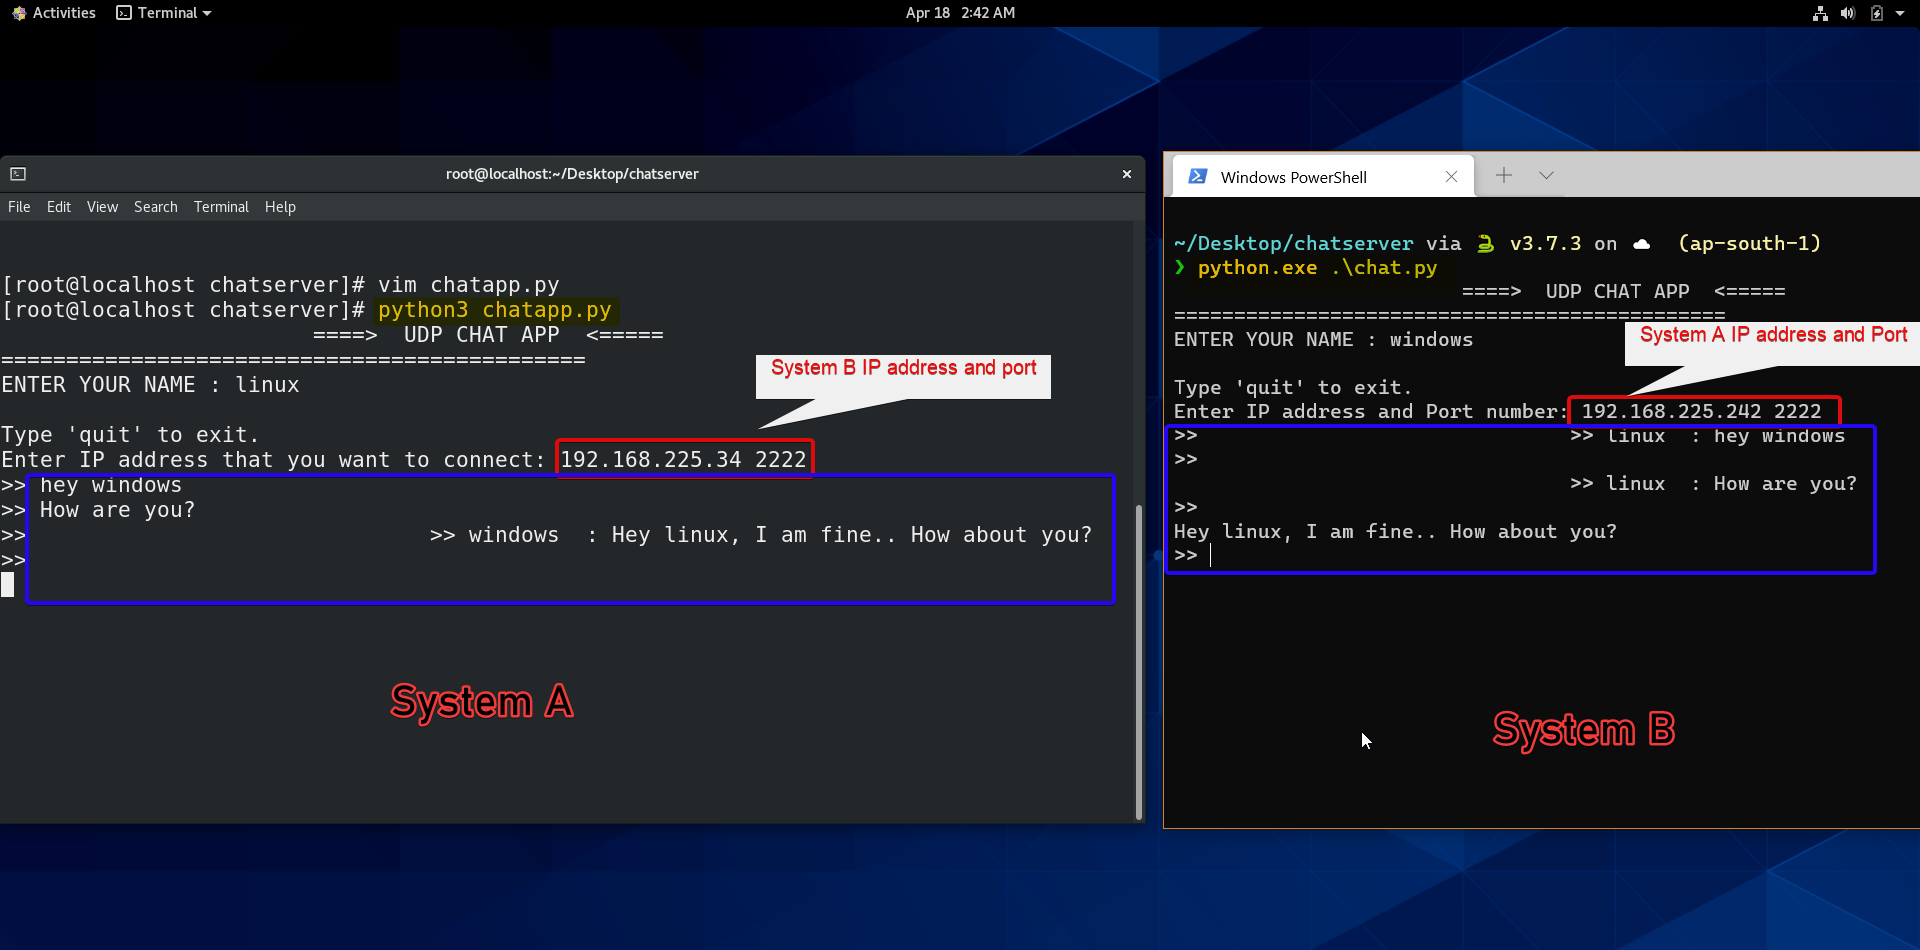 Activities Terminal Apr 18 2:42 AM
root@localhost:~/Desktop/chatserver
File Edit View Search Terminal Help
[root@localhost chatserver]# vim chatapp.py
[root@localhost chatserver]# python3 chatapp.py
====> UDP CHAT APP <=====
=============================================
ENTER YOUR NAME : linux
System B IP address and port
Type 'quit' to exit.
Enter IP address that you want to connect: 192.168.225.34 2222
>> hey windows
>> How are you?
>> >> windows : Hey linux, I am fine.. How about you?
>>
System A
Windows PowerShell
~/Desktop/chatserver via v3.7.3 on (ap-south-1)
❯ python.exe .\chat.py
====> UDP CHAT APP <=====
==============================================
ENTER YOUR NAME : windows
System A IP address and Port
Type 'quit' to exit.
Enter IP address and Port number: 192.168.225.242 2222
>> >> linux : hey windows
>>
>> linux : How are you?
>>
Hey linux, I am fine.. How about you?
>>
System B